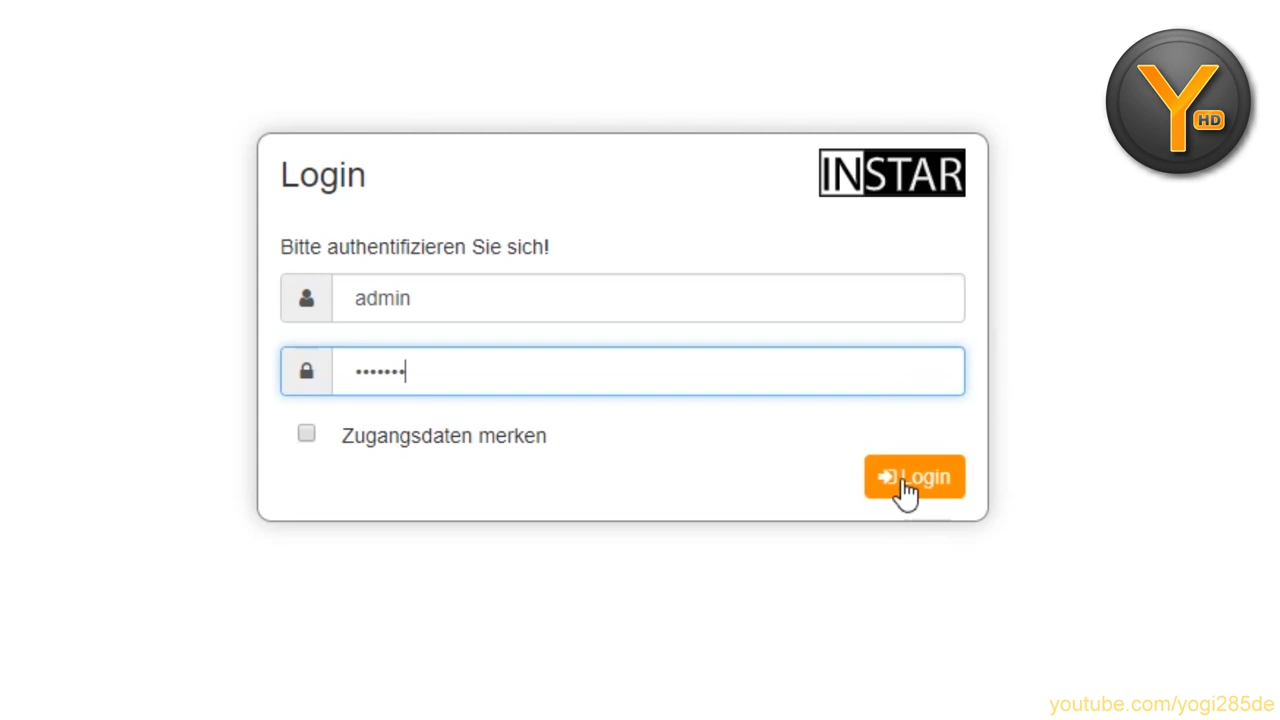 Y HD
Login
INSTAR
Bitte authentifizieren Sie sich!
admin
•••••••
Zugangsdaten merken
Login
youtube.com/yogi285de